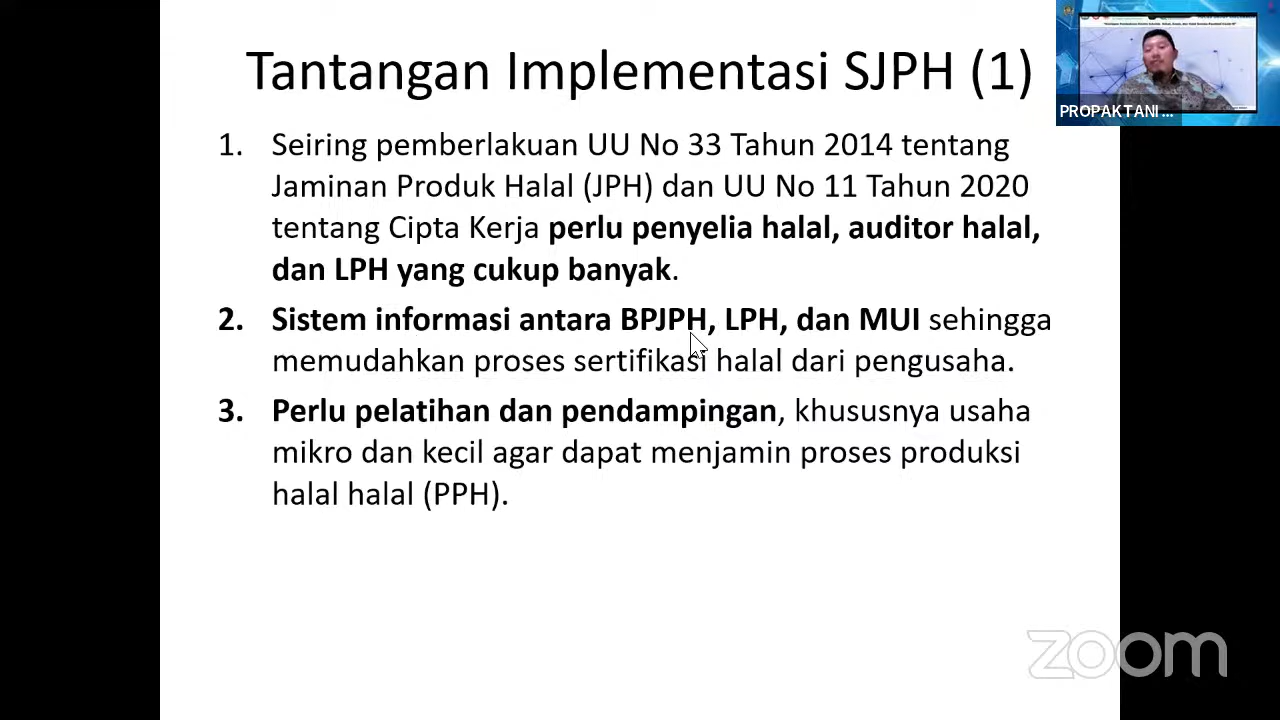 Tantangan Implementasi SJPH (1)
1. Seiring pemberlakuan UU No 33 Tahun 2014 tentang
Jaminan Produk Halal (JPH) dan UU No 11 Tahun 2020
tentang Cipta Kerja perlu penyelia halal, auditor halal,
dan LPH yang cukup banyak.
2. Sistem informasi antara BPJPH, LPH, dan MUI sehingga
memudahkan proses sertifikasi halal dari pengusaha.
3. Perlu pelatihan dan pendampingan, khususnya usaha
mikro dan kecil agar dapat menjamin proses produksi
halal halal (PPH).
PROPAKTANI ...
zoom